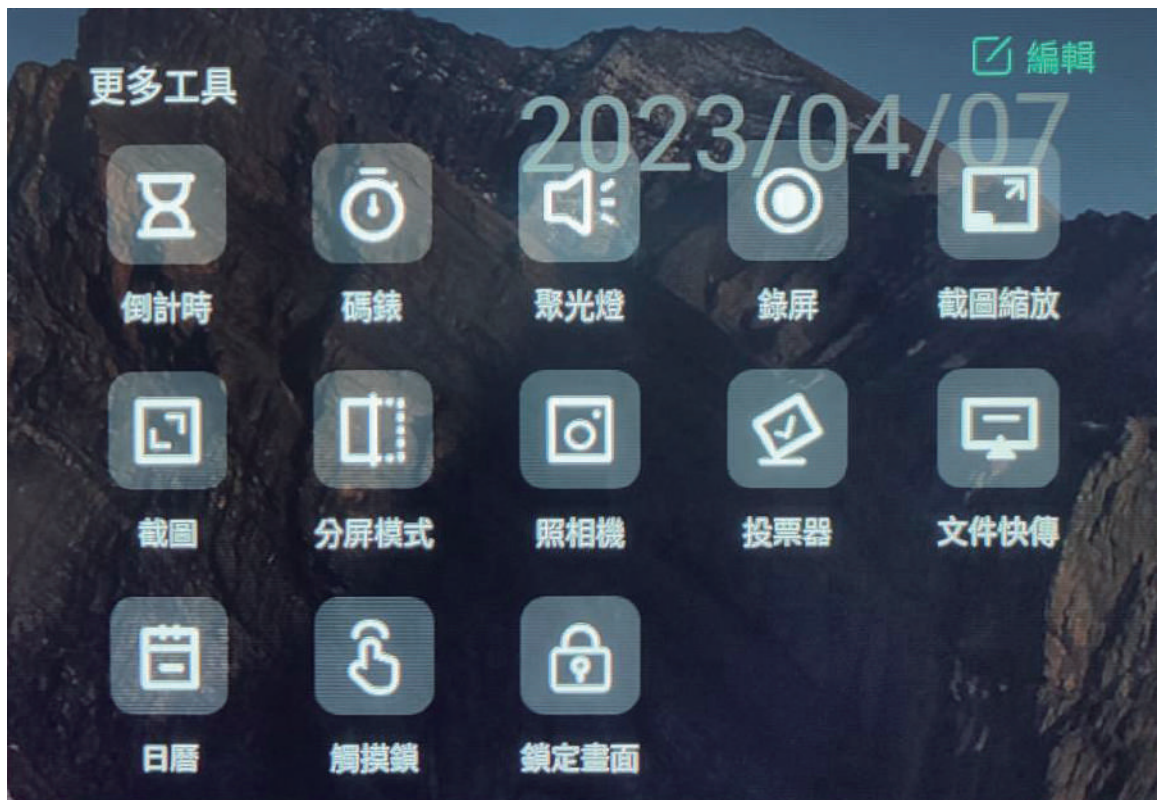 編輯
更多工具
2023/04/07
倒計時 碼錶 聚光燈 錄屏 截圖縮放
截圖 分屏模式 照相機 投票器 文件快傳
日曆 觸摸鎖 鎖定畫面